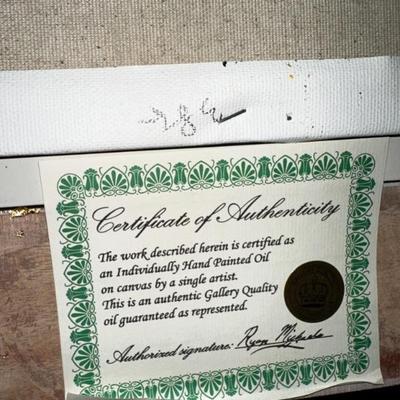 Certificate of Authenticity
The work described herein is certified as
an Individually Hand Painted Oil
on canvas by a single artist.
This is an authentic Gallery Quality
oil guaranteed as represented.
Authorized signature: Ryon